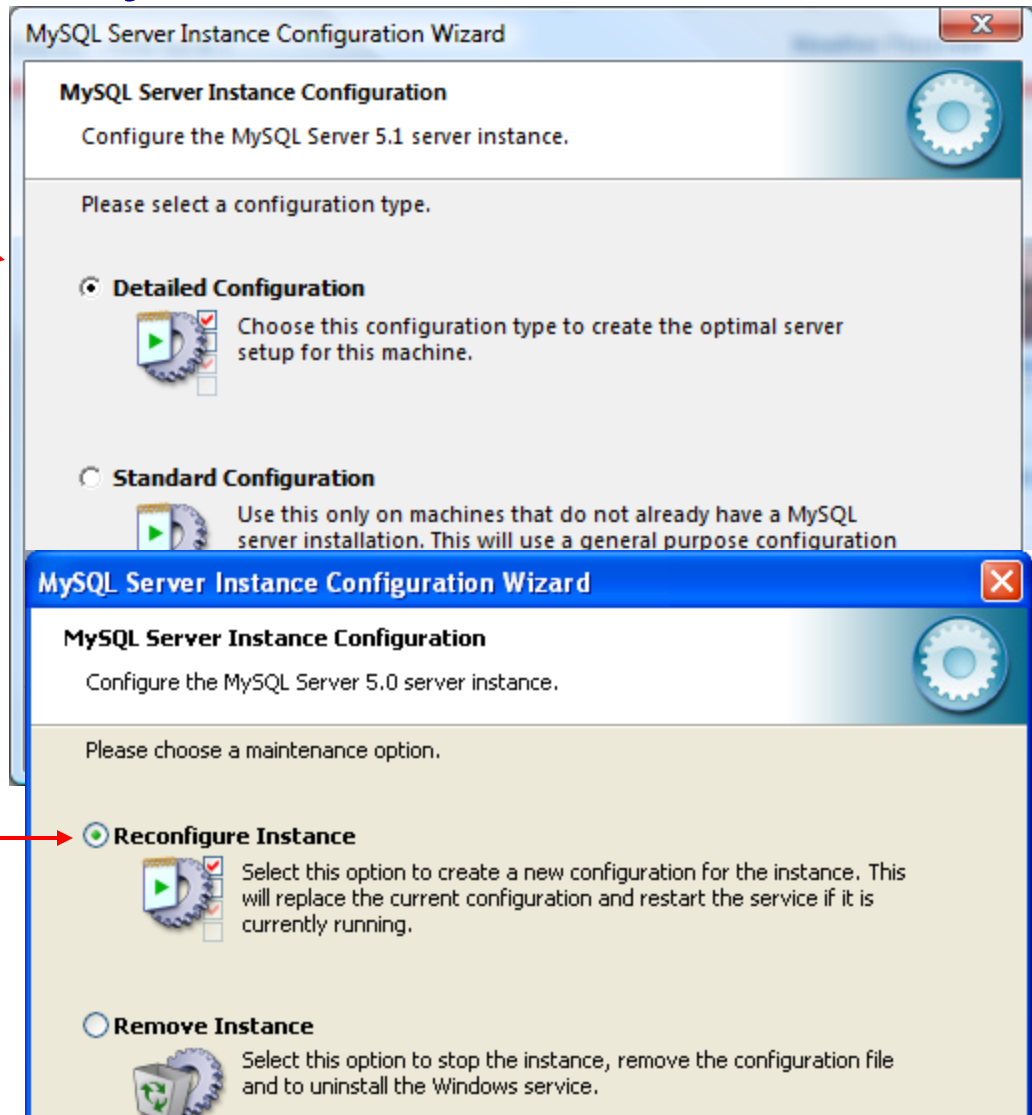 MySQL Server Instance Configuration Wizard
MySQL Server Instance Configuration
Configure the MySQL Server 5.1 server instance.
Please select a configuration type.
Detailed Configuration
Choose this configuration type to create the optimal server
setup for this machine.
Standard Configuration
Use this only on machines that do not already have a MySQL
server installation. This will use a general purpose configuration
MySQL Server Instance Configuration Wizard
MySQL Server Instance Configuration
Configure the MySQL Server 5.0 server instance.
Please choose a maintenance option.
Reconfigure Instance
Select this option to create a new configuration for the instance. This
will replace the current configuration and restart the service if it is
currently running.
Remove Instance
Select this option to stop the instance, remove the configuration file
and to uninstall the Windows service.